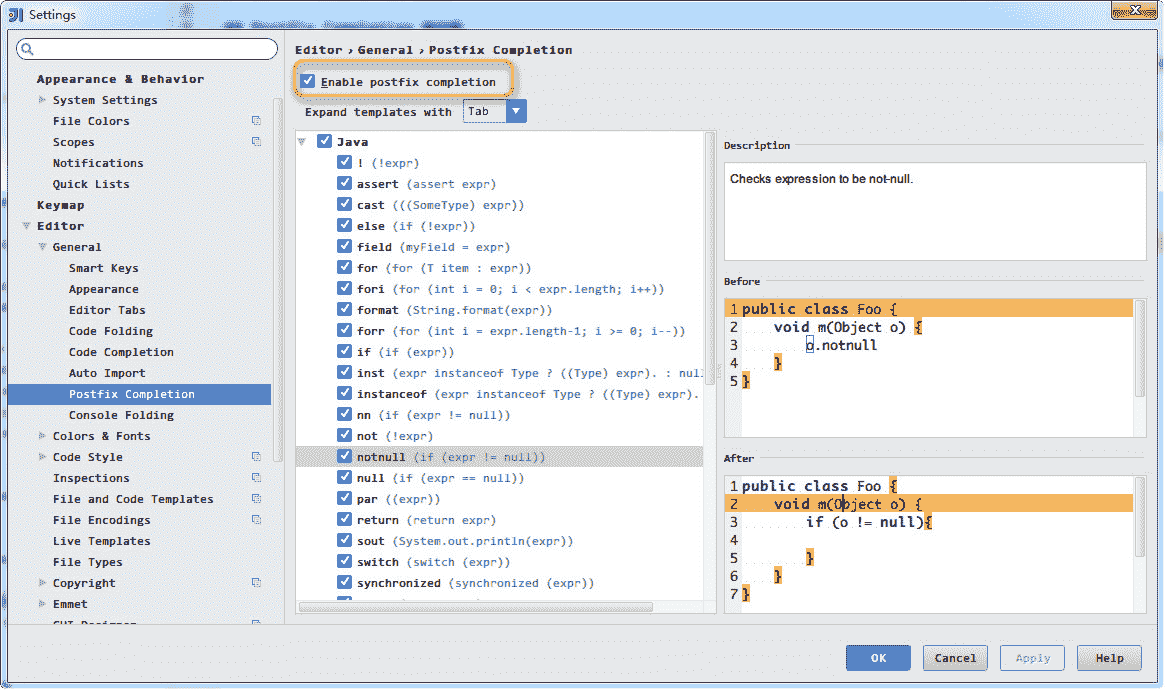 Settings
Editor › General › Postfix Completion
Enable postfix completion
Expand templates with Tab
Appearance & Behavior
System Settings
File Colors
Scopes
Notifications
Quick Lists
Keymap
Editor
General
Smart Keys
Appearance
Editor Tabs
Code Folding
Code Completion
Auto Import
Postfix Completion
Console Folding
Colors & Fonts
Code Style
Inspections
File and Code Templates
File Encodings
Live Templates
File Types
Copyright
Emmet
GUI Designer
Java
! (!expr)
assert (assert expr)
cast (((SomeType) expr))
else (if (!expr))
field (myField = expr)
for (for (T item : expr))
fori (for (int i = 0; i < expr.length; i++))
format (String.format(expr))
forr (for (int i = expr.length-1; i >= 0; i--))
if (if (expr))
inst (expr instanceof Type ? ((Type) expr). : null
instanceof (expr instanceof Type ? ((Type) expr).
nn (if (expr != null))
not (!expr)
notnull (if (expr != null))
null (if (expr == null))
par ((expr))
return (return expr)
sout (System.out.println(expr))
switch (switch (expr))
synchronized (synchronized (expr))
Description
Checks expression to be not-null.
Before
1 public class Foo {
2 void m(Object o) {
3 o.notnull
4 }
5 }
After
1 public class Foo {
2 void m(Object o) {
3 if (o != null){
4
5 }
6 }
7 }
OK
Cancel
Apply
Help